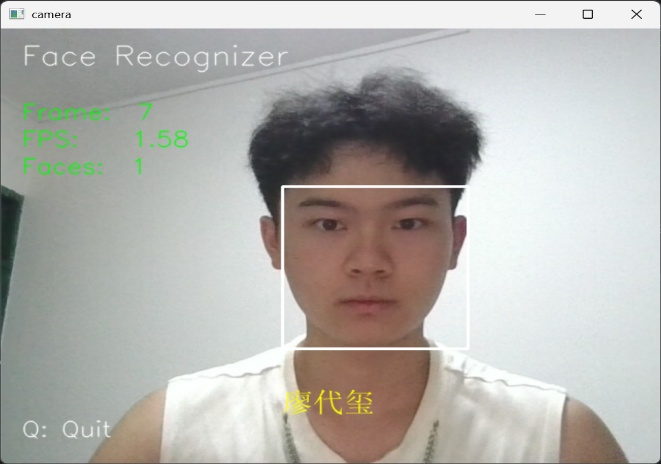 camera
Face Recognizer
Frame: 7
FPS: 1.58
Faces: 1
廖代玺
Q: Quit